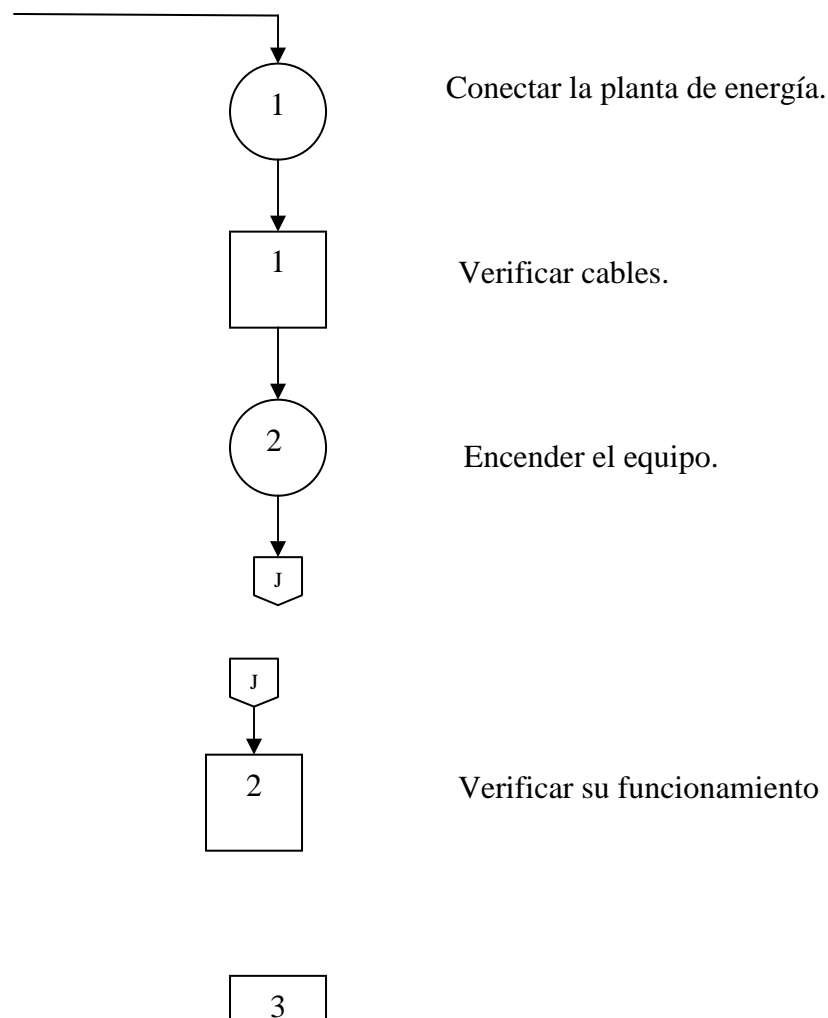 1 Conectar la planta de energía.
1 Verificar cables.
2 Encender el equipo.
J
J
2 Verificar su funcionamiento
3